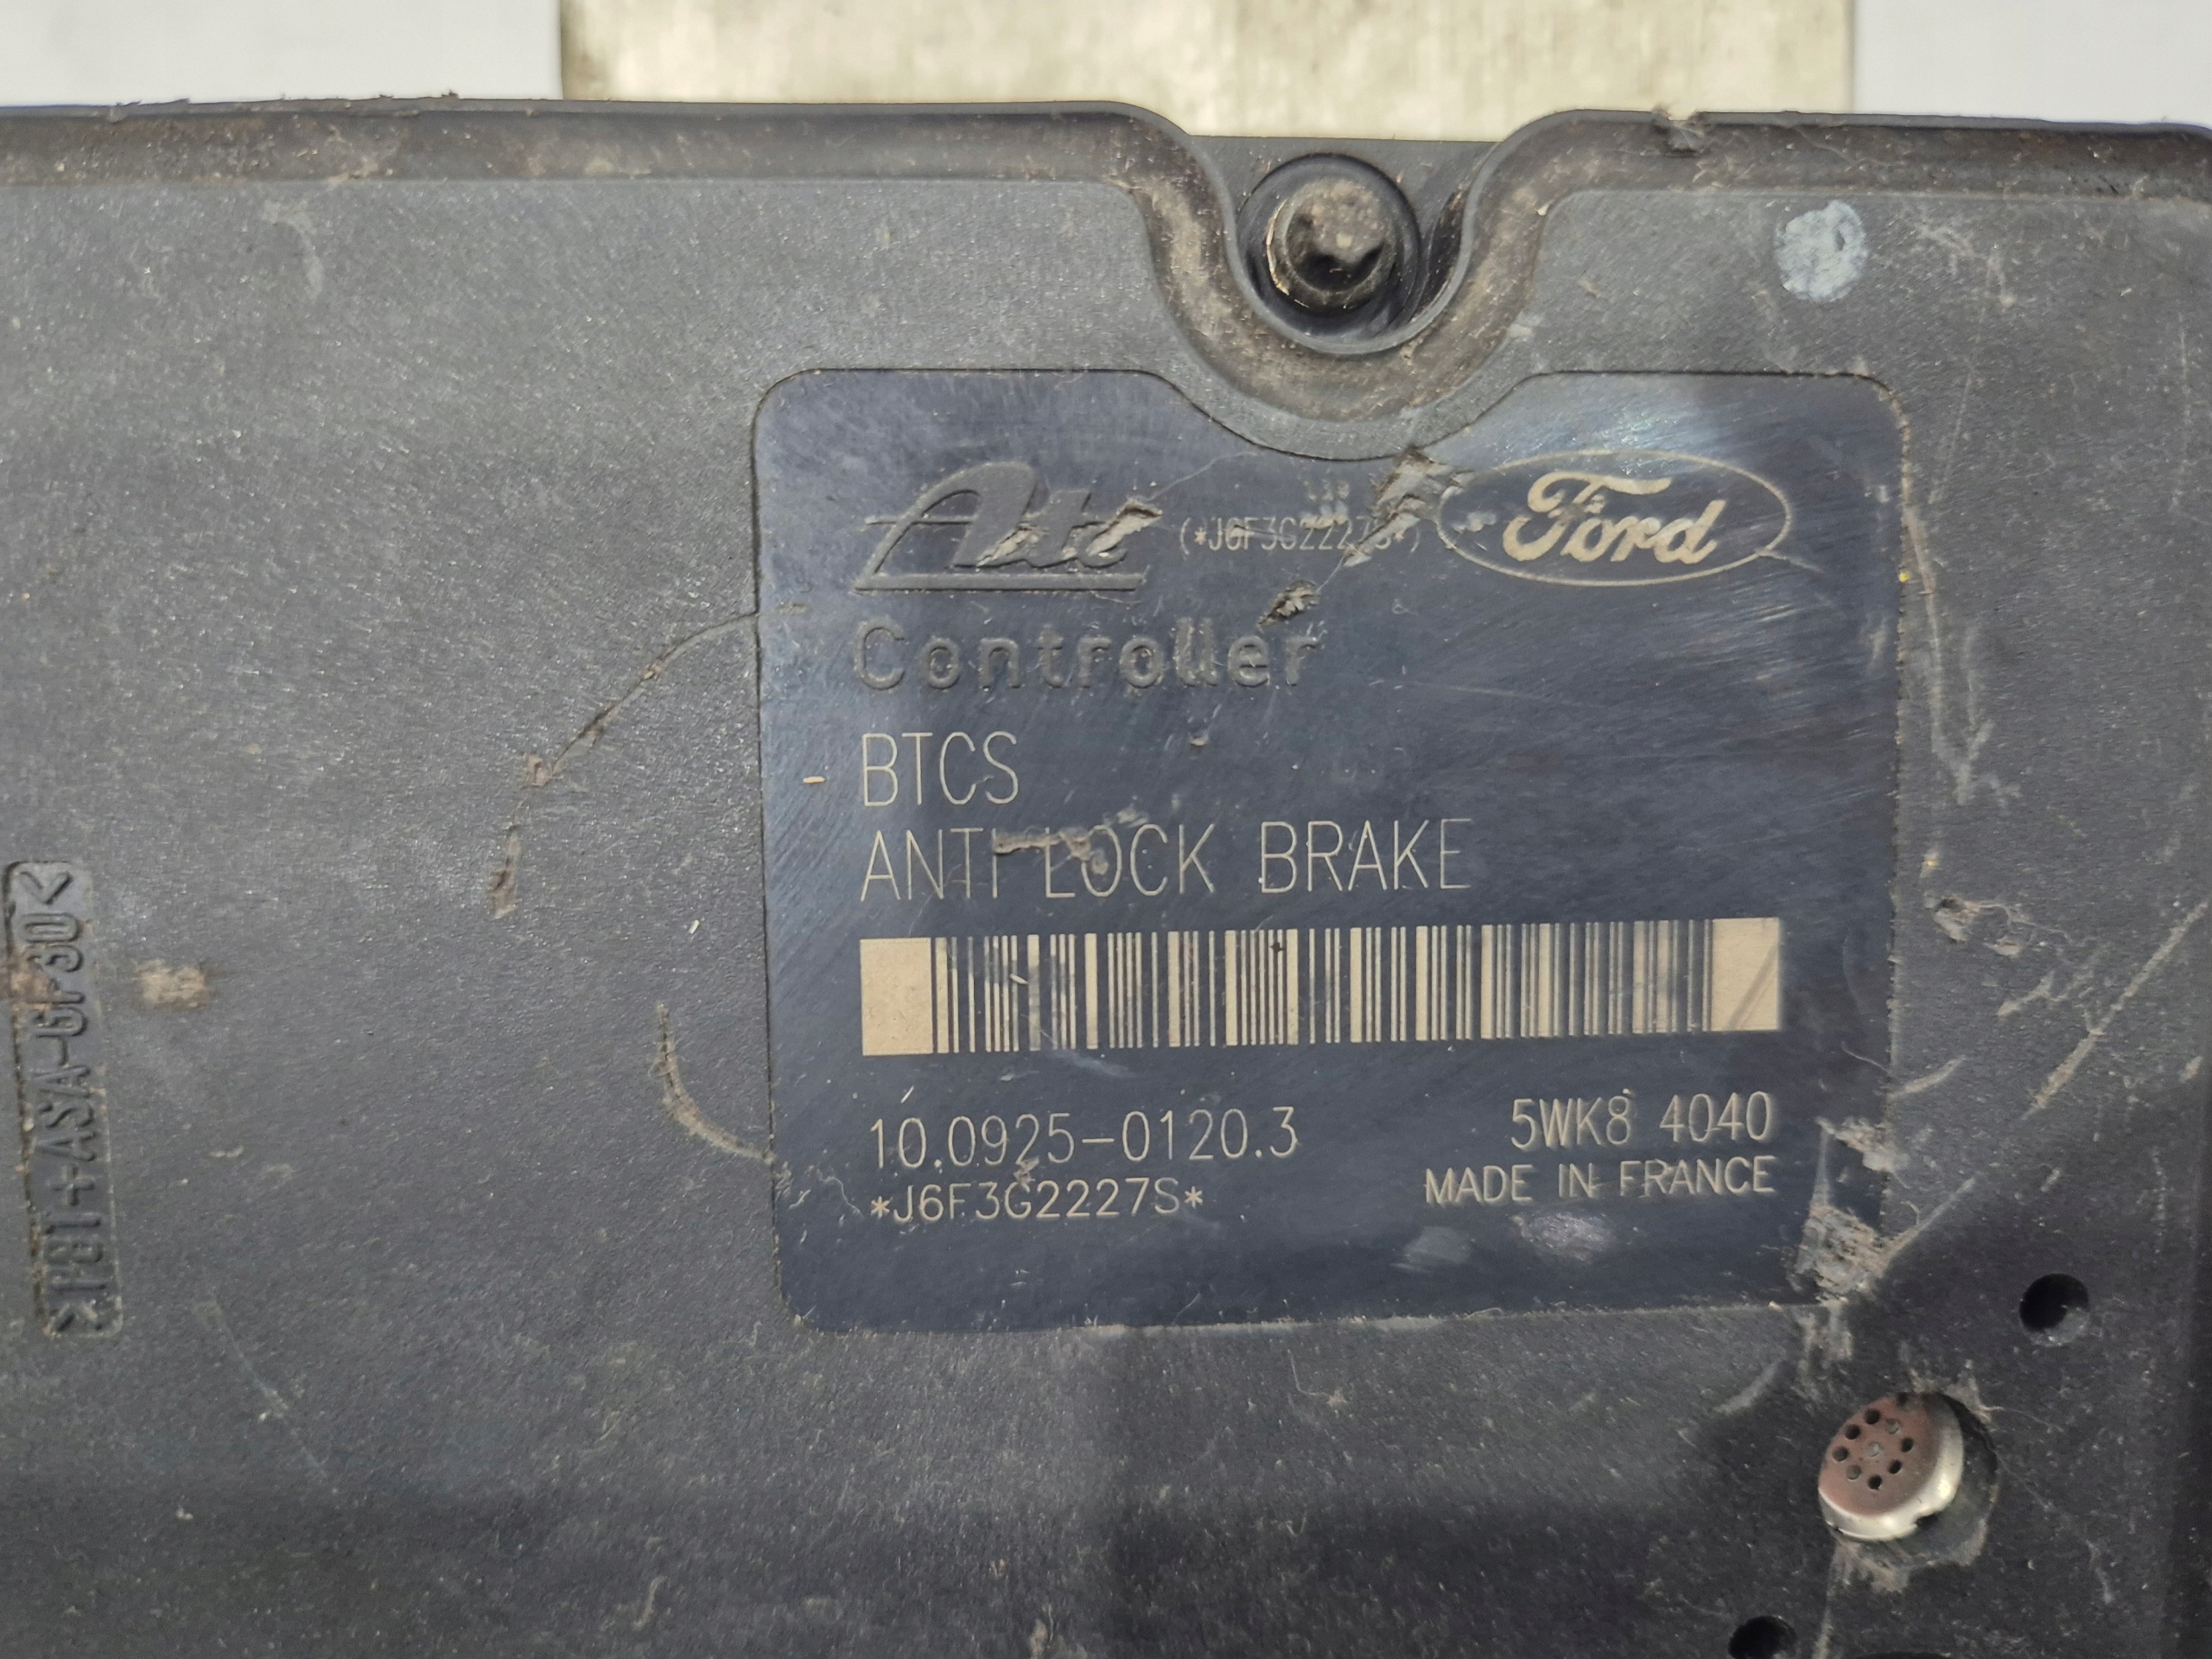 Ate (*J6F3G2227S*) Ford
Controller
BTCS
ANTI LOCK BRAKE
10.0925-0120.3 5WK8 4040
*J6F3G2227S* MADE IN FRANCE
>PBT+ASA-GF30<